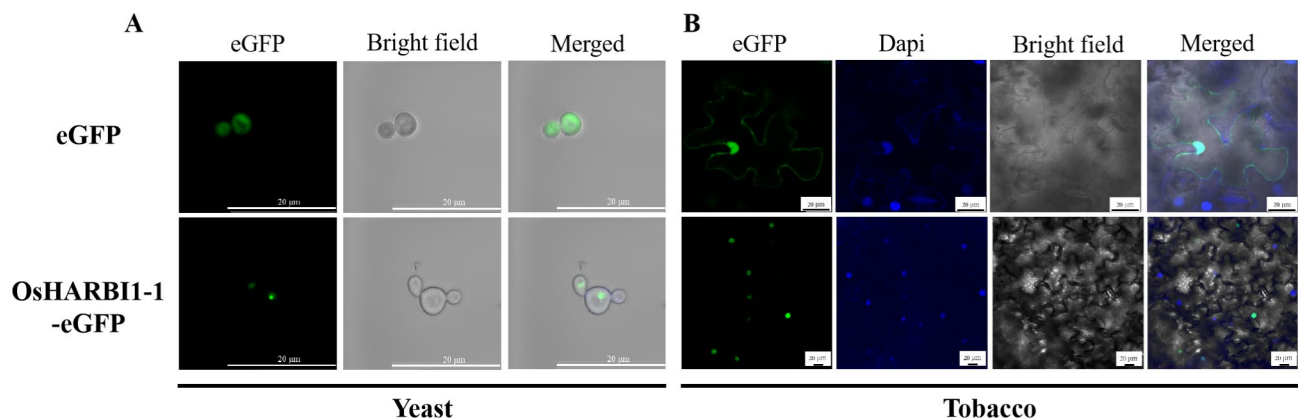 A
B
eGFP Bright field Merged
eGFP Dapi Bright field Merged
eGFP
20 μm 20 μm 20 μm
20 μm 20 μm 20 μm 20 μm
OsHARBI1-1
-eGFP
20 μm 20 μm 20 μm
20 μm 20 μm 20 μm 20 μm
Yeast
Tobacco